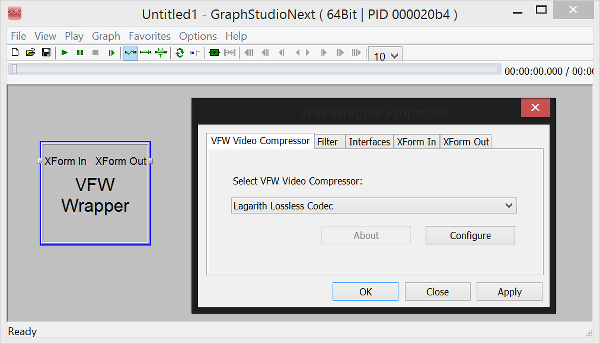 Untitled1 - GraphStudioNext ( 64Bit | PID 000020b4 )
File View Play Graph Favorites Options Help
10
00:00:00.000 / 00:00
VFW Wrapper Properties
VFW Video Compressor Filter Interfaces XForm In XForm Out
XForm In XForm Out
VFW
Wrapper
Select VFW Video Compressor:
Lagarith Lossless Codec
About Configure
OK Close Apply
Ready